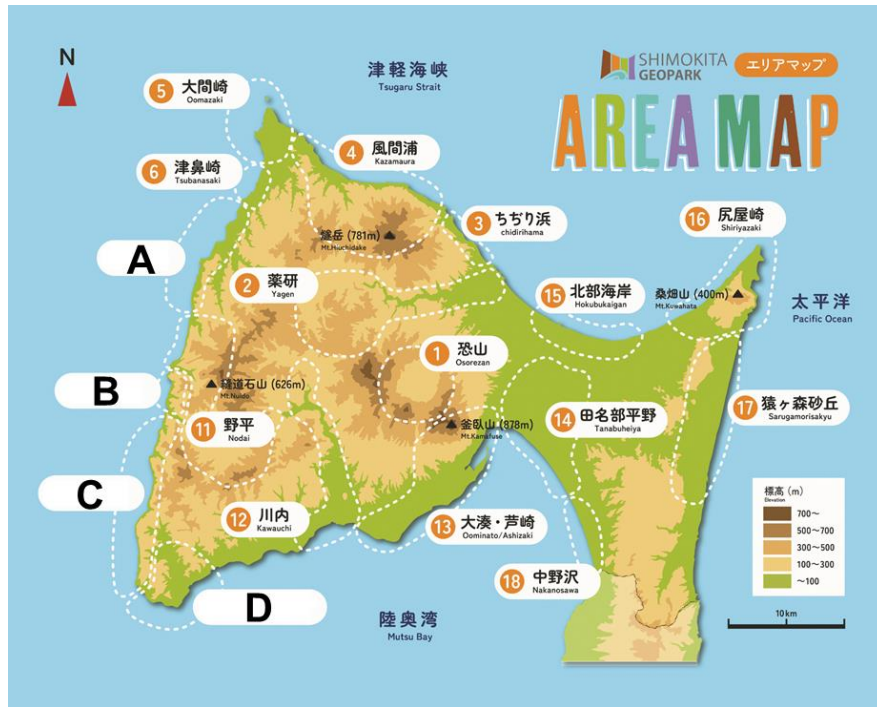 N
津軽海峡
Tsugaru Strait
SHIMOKITA
GEOPARK
エリアマップ
AREA MAP
5
大間崎
Oomazaki
4
風間浦
Kazamaura
6
津鼻崎
Tsubanasaki
3
ちぢり浜
chidirihama
16
尻屋崎
Shiriyazaki
燧岳 (781m)
Mt.Hiuchidake
A
2
薬研
Yagen
15
北部海岸
Hokubukaigan
桑畑山 (400m)
Mt.Kuwahata
太平洋
Pacific Ocean
1
恐山
Osorezan
B
縫道石山 (626m)
Mt.Nuido
11
野平
Nodai
釜臥山 (878m)
Mt.Kamafuse
14
田名部平野
Tanabuheiya
17
猿ヶ森砂丘
Sarugamorisakyu
C
12
川内
Kawauchi
13
大湊・芦崎
Oominato/Ashizaki
標高 (m)
Elevation
700〜
500〜700
300〜500
100〜300
〜100
18
中野沢
Nakanosawa
D
陸奥湾
Mutsu Bay
10km